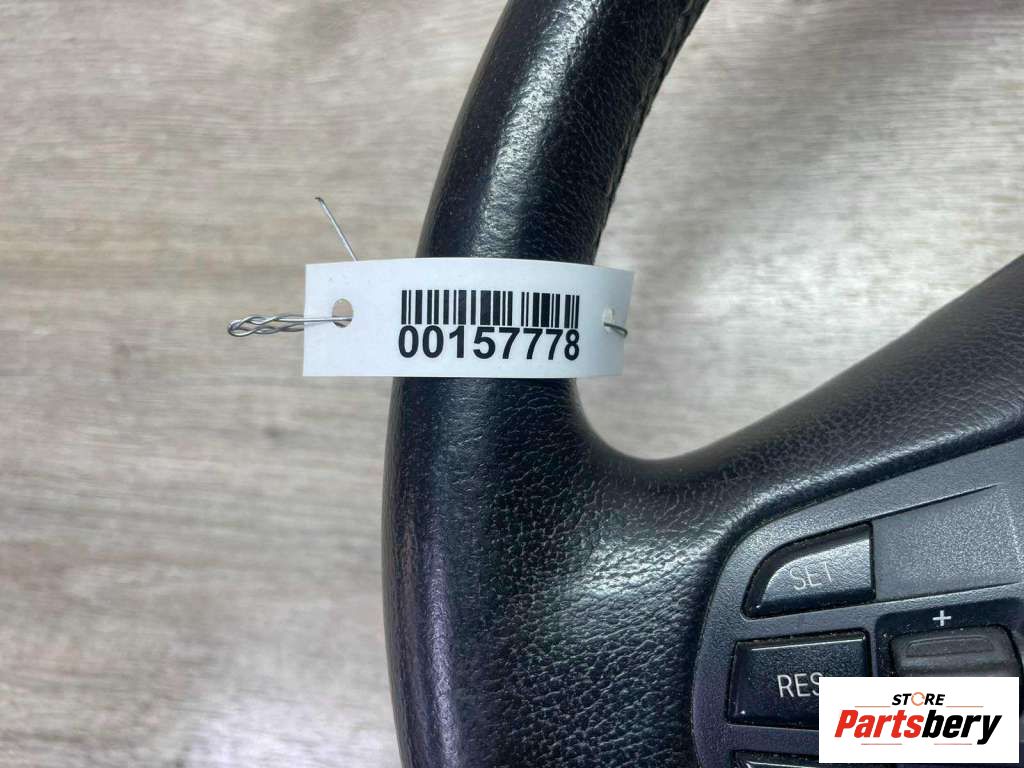 00157778
SET
+
RES
STORE
Partsbery